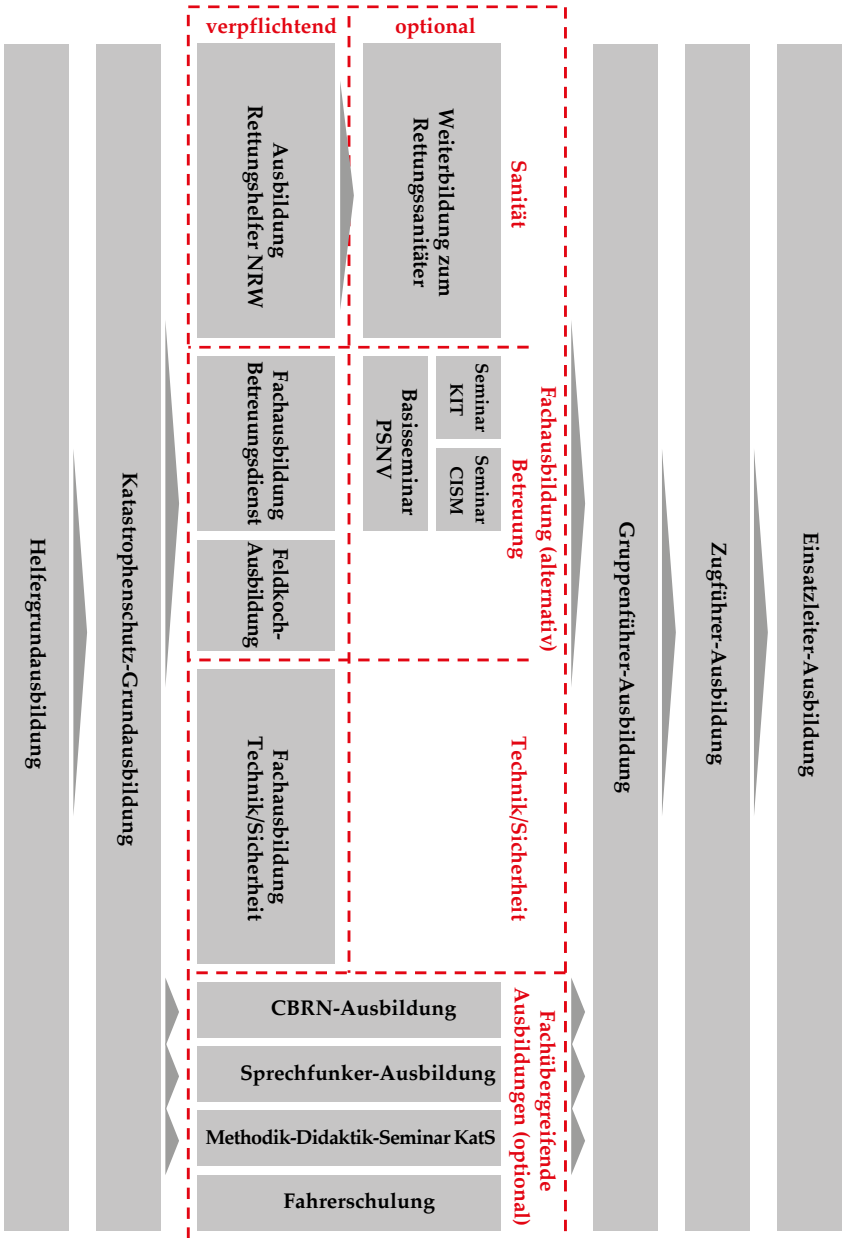 verpflichtend
optional
Helfergrundausbildung
Katastrophenschutz-Grundausbildung
Ausbildung
Rettungshelfer NRW
Weiterbildung zum
Rettungssanitäter
Sanität
Fachausbildung
Betreuungsdienst
Feldkoch-
Ausbildung
Basisseminar
PSNV
Seminar
KIT
Seminar
CISM
Betreuung
Fachausbildung (alternativ)
Fachausbildung
Technik/Sicherheit
Technik/Sicherheit
CBRN-Ausbildung
Sprechfunker-Ausbildung
Methodik-Didaktik-Seminar KatS
Fahrerschulung
Fachübergreifende
Ausbildungen (optional)
Gruppenführer-Ausbildung
Zugführer-Ausbildung
Einsatzleiter-Ausbildung